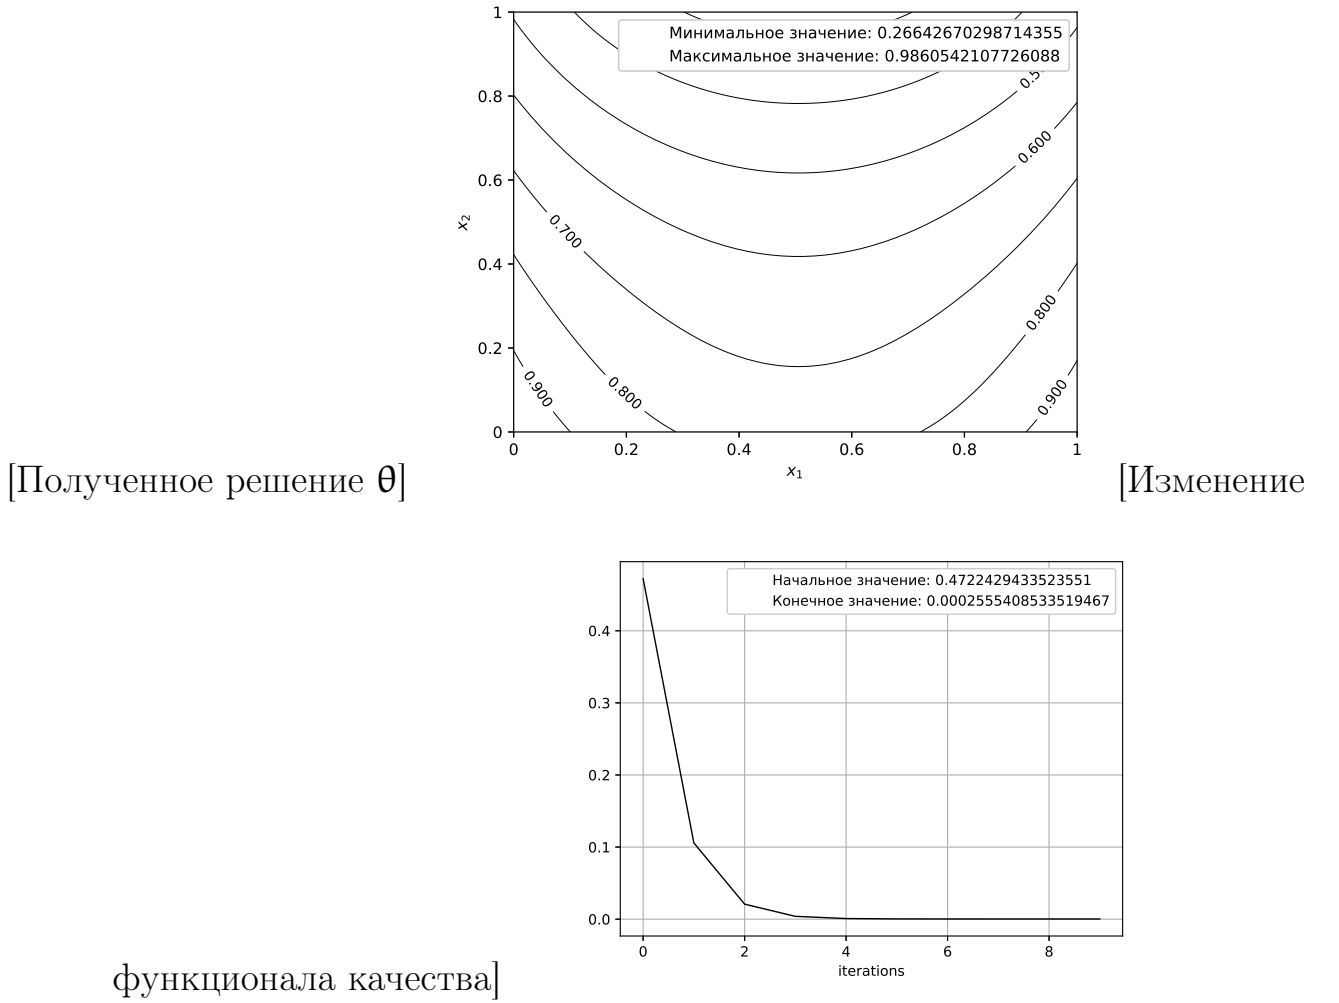 1
Минимальное значение: 0.26642670298714355
Максимальное значение: 0.9860542107726088
0.8
0.600
0.6
x₂
0.700
0.4
0.800
0.2
0.900
0.800
0.900
0
0 0.2 0.4 0.6 0.8 1
x₁
[Полученное решение θ]
[Изменение
Начальное значение: 0.4722429433523551
Конечное значение: 0.0002555408533519467
0.4
0.3
0.2
0.1
0.0
0 2 4 6 8
iterations
функционала качества]